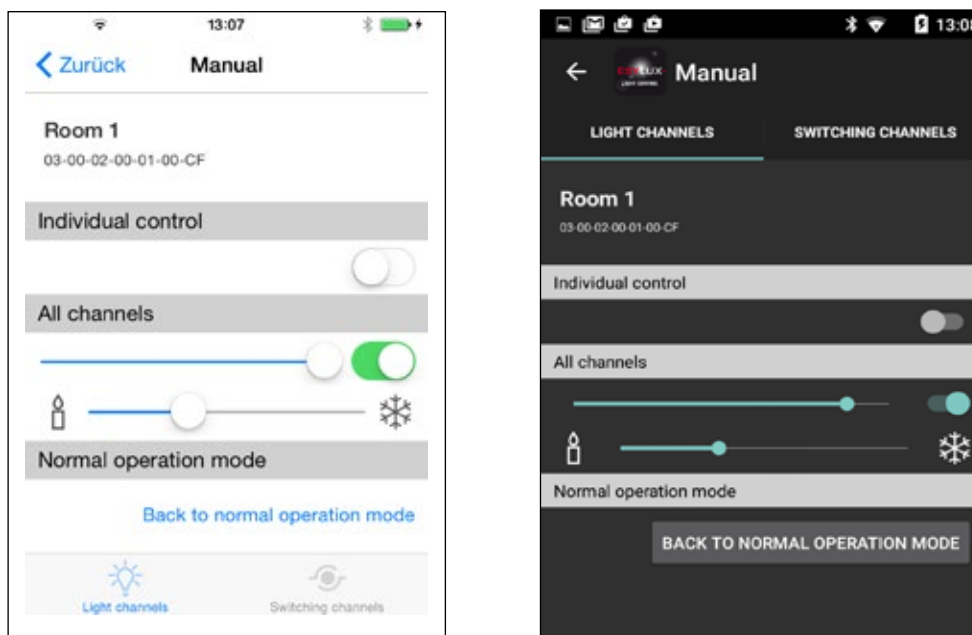 13:07
Zurück
Manual
Room 1
03-00-02-00-01-00-CF
Individual control
All channels
Normal operation mode
Back to normal operation mode
Light channels
Switching channels
13:08
Manual
LIGHT CHANNELS
SWITCHING CHANNELS
Room 1
03-00-02-00-01-00-CF
Individual control
All channels
Normal operation mode
BACK TO NORMAL OPERATION MODE